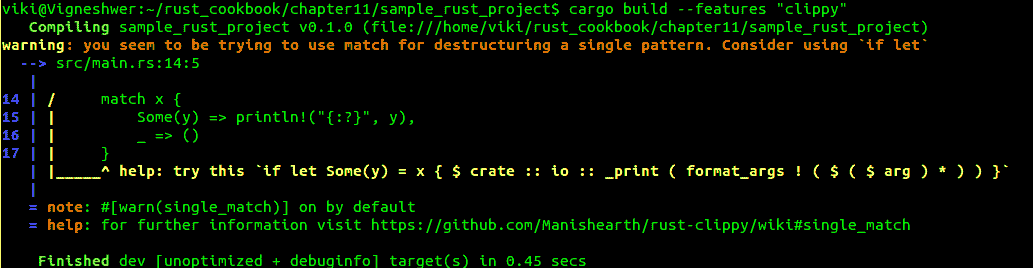 viki@Vigneshwer:~/rust_cookbook/chapter11/sample_rust_project$ cargo build --features "clippy"
   Compiling sample_rust_project v0.1.0 (file:///home/viki/rust_cookbook/chapter11/sample_rust_project)
warning: you seem to be trying to use match for destructuring a single pattern. Consider using `if let`
  --> src/main.rs:14:5
   |
14 | /     match x {
15 | |         Some(y) => println!("{:?}", y),
16 | |         _ => ()
17 | |     }
   | |_____^ help: try this `if let Some(y) = x { $ crate :: io :: _print ( format_args ! ( $ ( $ arg ) * ) ) }`
   |
   = note: #[warn(single_match)] on by default
   = help: for further information visit https://github.com/Manishearth/rust-clippy/wiki#single_match

    Finished dev [unoptimized + debuginfo] target(s) in 0.45 secs